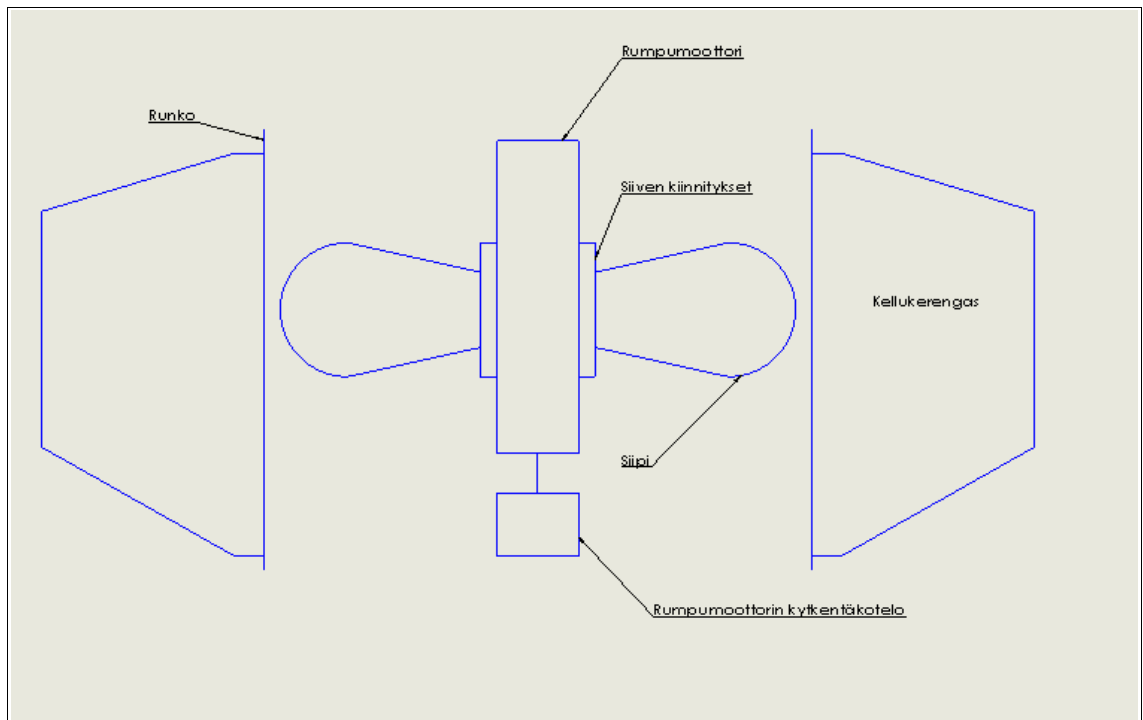 Rumpumoottori
Runko
Siiven kiinnitykset
Kellukerengas
Siipi
Rumpumoottorin kytkentäkotelo